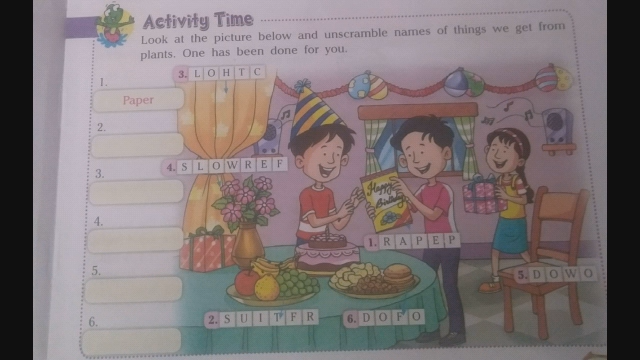 Activity Time
Look at the picture below and unscramble names of things we get from
plants. One has been done for you.
1.
Paper
2.
3.
4.
5.
6.
3. L O H T C
4. S L O W R E F
Happy
Birthday
1. R A P E P
5. D O W O
2. S U I T F R
6. D O F O